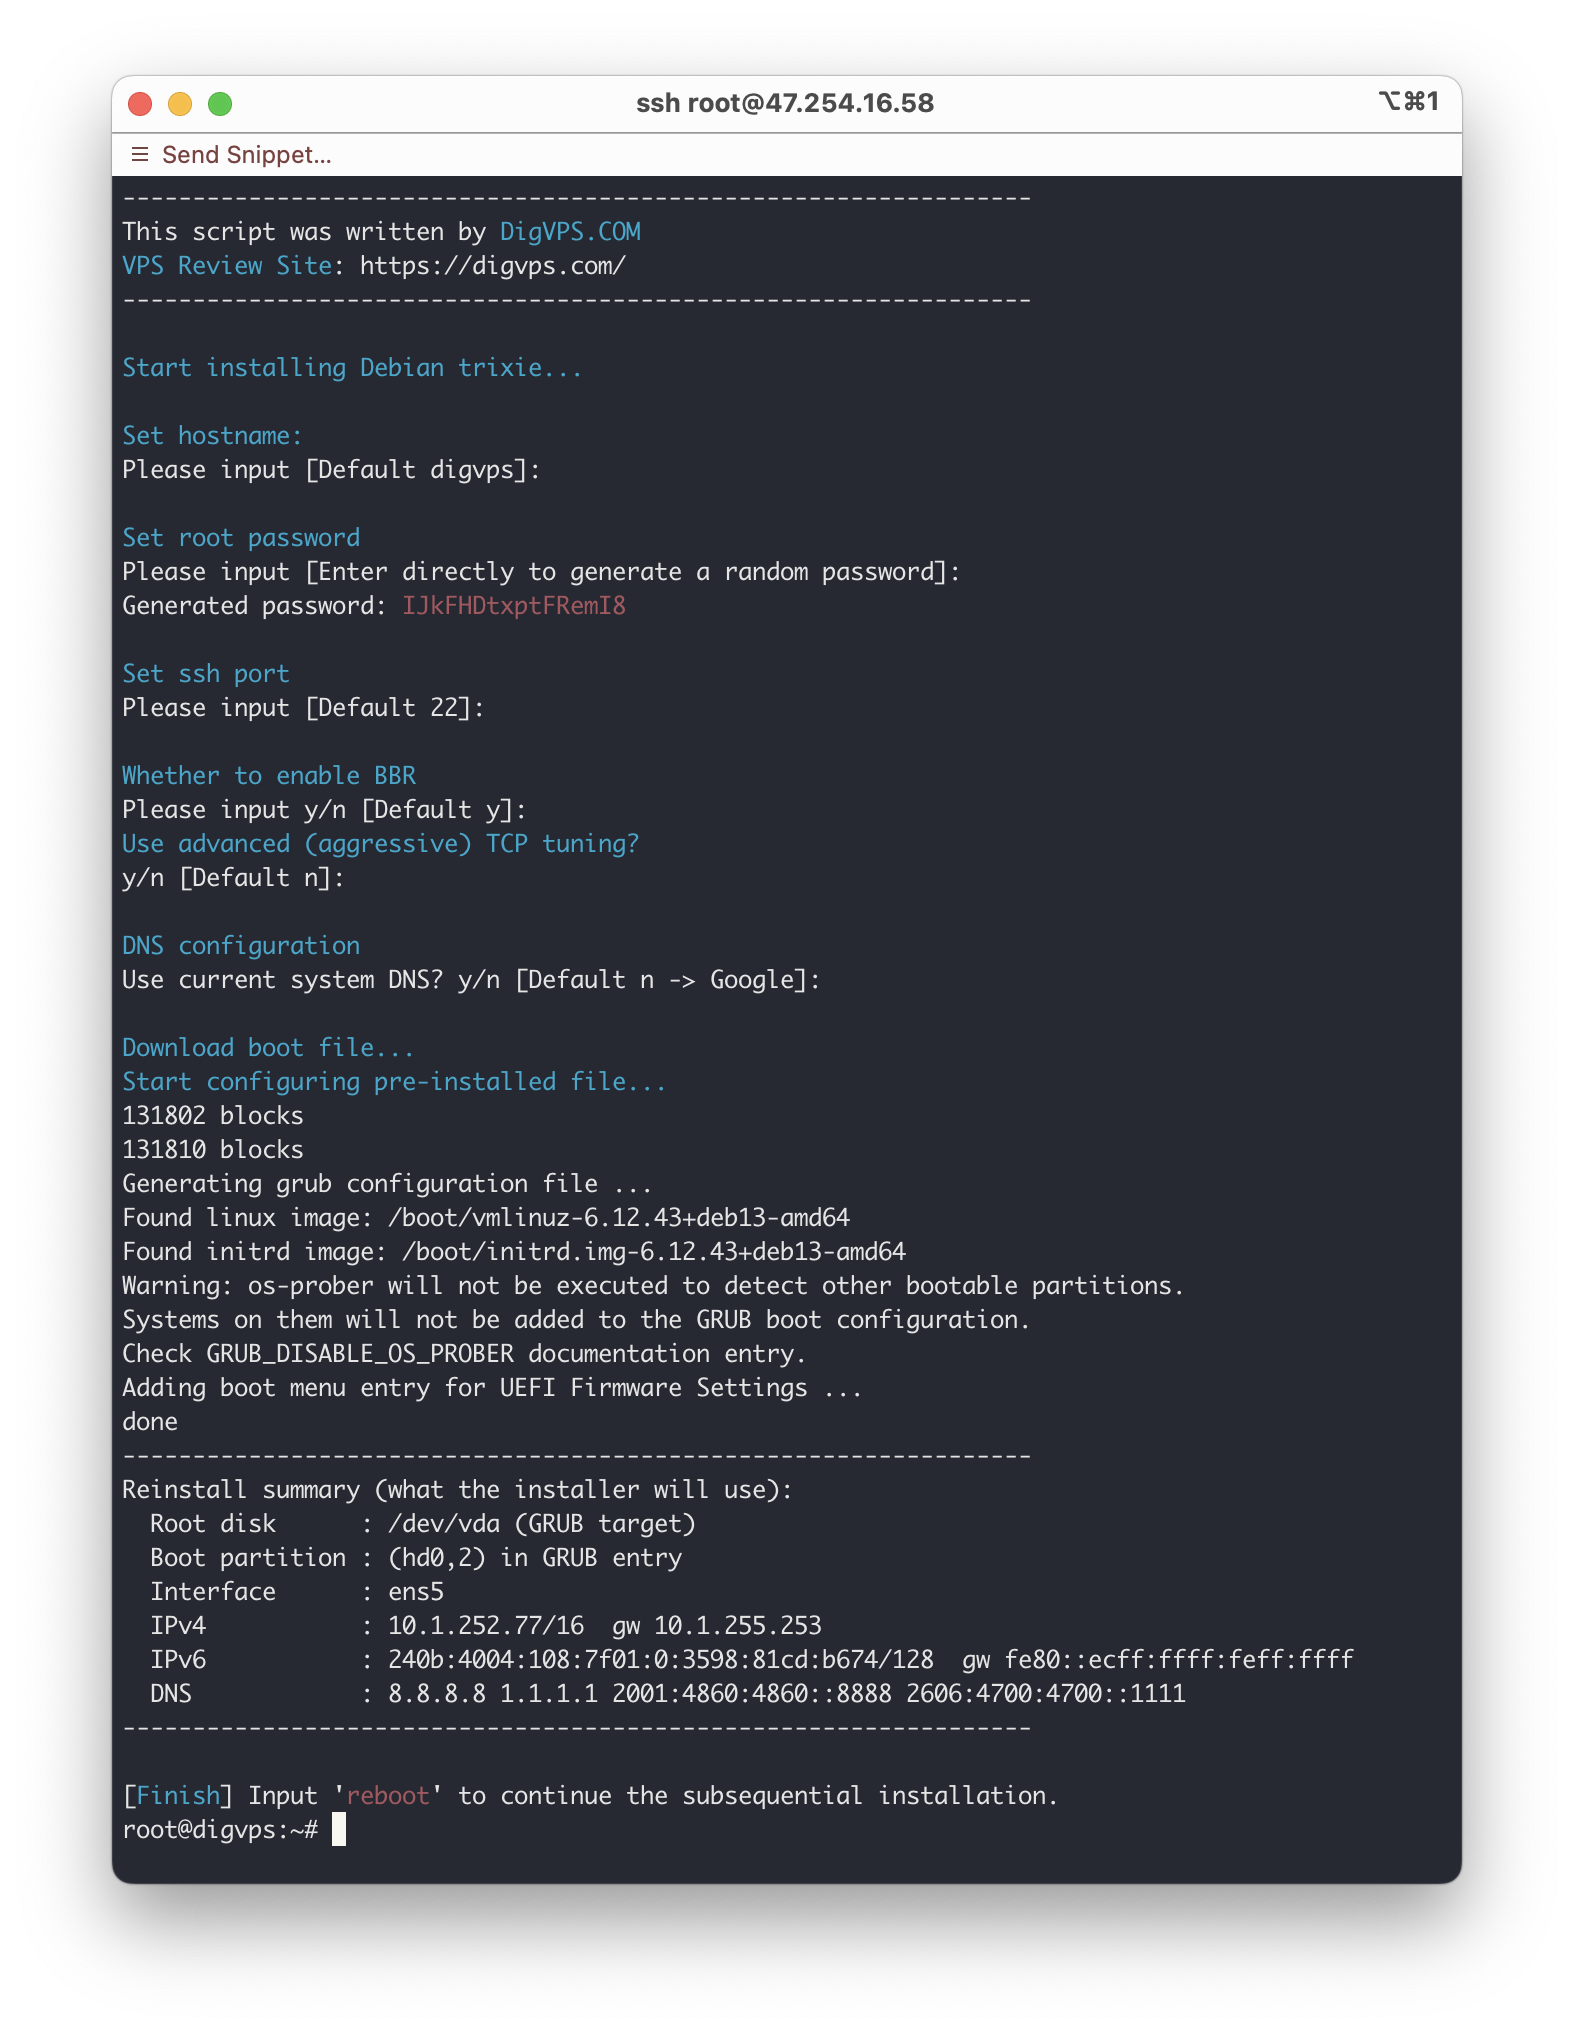 ssh root@47.254.16.58
⌥⌘1
☰ Send Snippet...
-----------------------------------------------------------------
This script was written by DigVPS.COM
VPS Review Site: https://digvps.com/
-----------------------------------------------------------------
Start installing Debian trixie...
Set hostname:
Please input [Default digvps]:
Set root password
Please input [Enter directly to generate a random password]:
Generated password: IJkFHDtxptFRemI8
Set ssh port
Please input [Default 22]:
Whether to enable BBR
Please input y/n [Default y]:
Use advanced (aggressive) TCP tuning?
y/n [Default n]:
DNS configuration
Use current system DNS? y/n [Default n -> Google]:
Download boot file...
Start configuring pre-installed file...
131802 blocks
131810 blocks
Generating grub configuration file ...
Found linux image: /boot/vmlinuz-6.12.43+deb13-amd64
Found initrd image: /boot/initrd.img-6.12.43+deb13-amd64
Warning: os-prober will not be executed to detect other bootable partitions.
Systems on them will not be added to the GRUB boot configuration.
Check GRUB_DISABLE_OS_PROBER documentation entry.
Adding boot menu entry for UEFI Firmware Settings ...
done
-----------------------------------------------------------------
Reinstall summary (what the installer will use):
  Root disk      : /dev/vda (GRUB target)
  Boot partition : (hd0,2) in GRUB entry
  Interface      : ens5
  IPv4           : 10.1.252.77/16  gw 10.1.255.253
  IPv6           : 240b:4004:108:7f01:0:3598:81cd:b674/128  gw fe80::ecff:ffff:feff:ffff
  DNS            : 8.8.8.8 1.1.1.1 2001:4860:4860::8888 2606:4700:4700::1111
-----------------------------------------------------------------
[Finish] Input 'reboot' to continue the subsequential installation.
root@digvps:~#